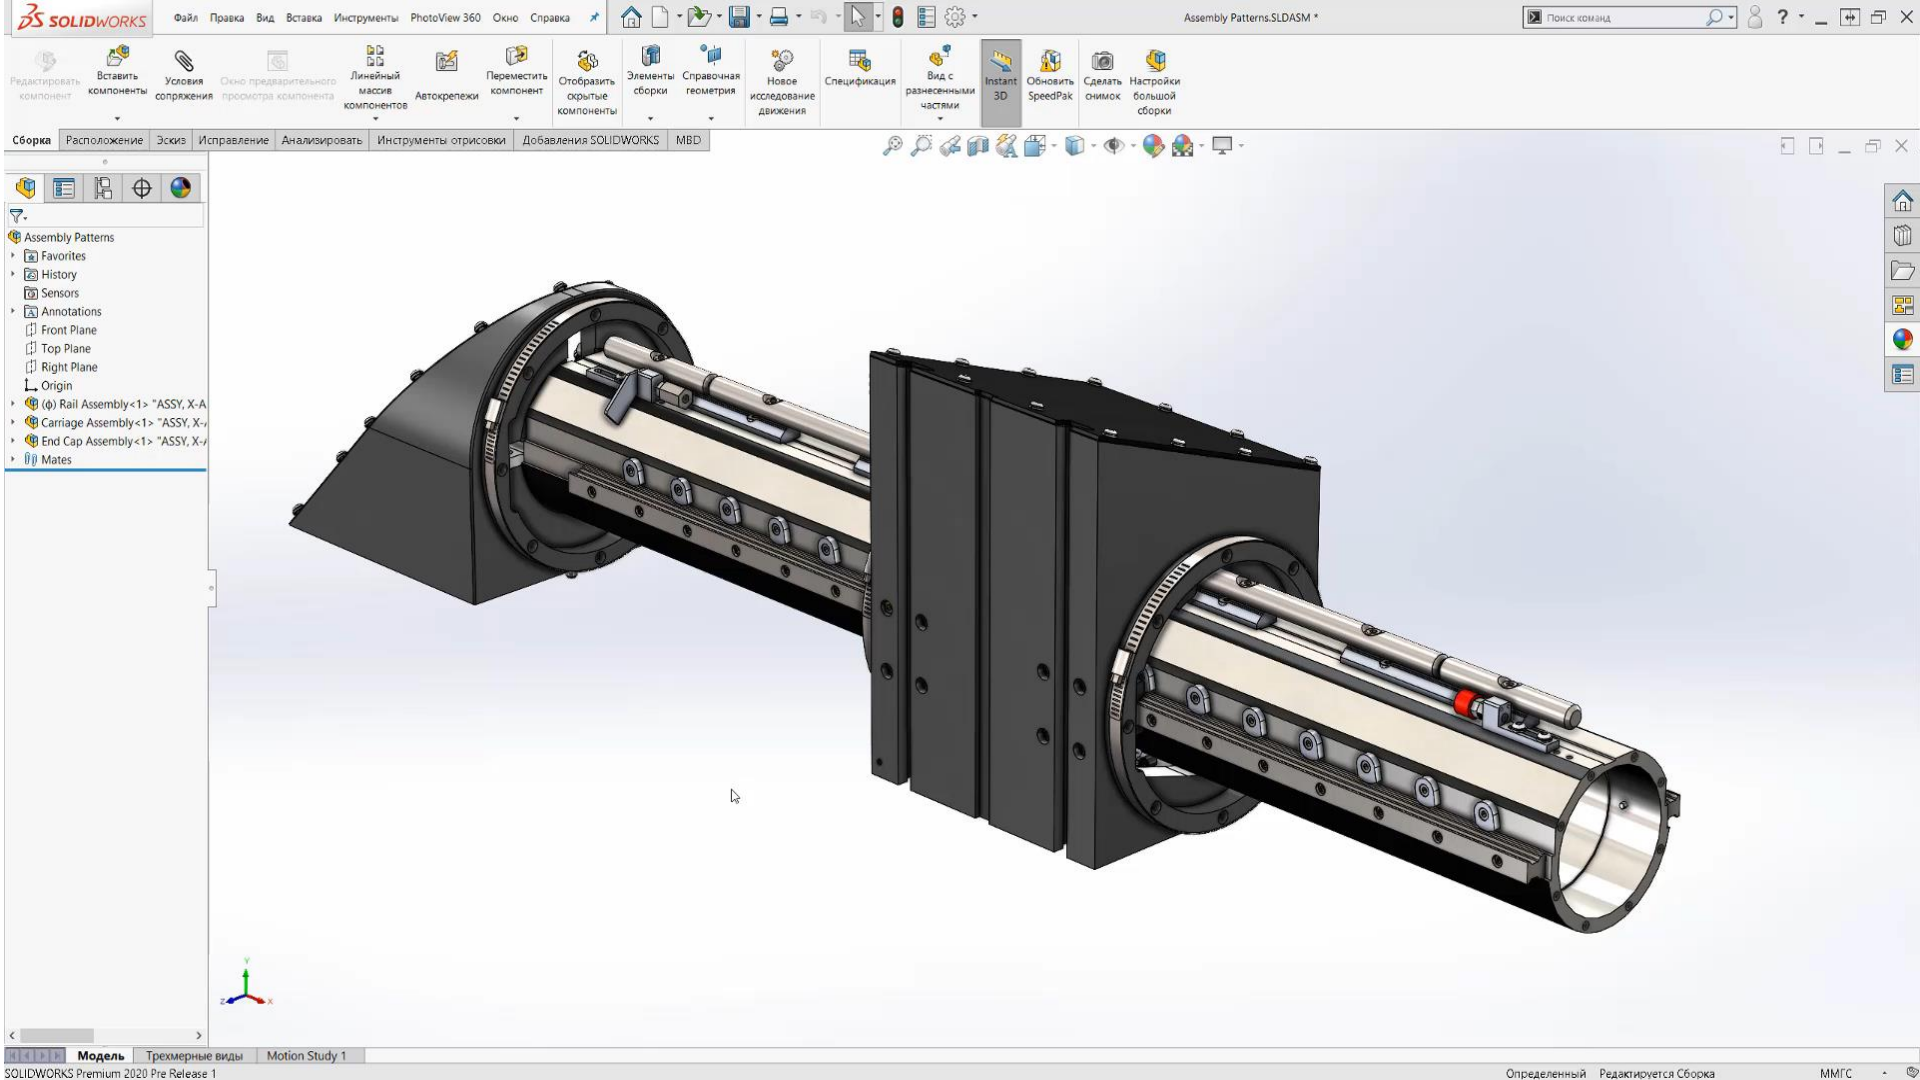 SOLIDWORKS
Файл Правка Вид Вставка Инструменты PhotoView 360 Окно Справка
Assembly Patterns.SLDASM *
Поиск команд
?
Редактировать компонент
Вставить компоненты
Условия сопряжения
Окно предварительного просмотра компонента
Линейный массив компонентов
Автокрепежи
Переместить компонент
Отобразить скрытые компоненты
Элементы сборки
Справочная геометрия
Новое исследование движения
Спецификация
Вид с разнесенными частями
Instant 3D
Обновить SpeedPak
Сделать снимок
Настройки большой сборки
Сборка Расположение Эскиз Исправление Анализировать Инструменты отрисовки Добавления SOLIDWORKS MBD
Assembly Patterns
Favorites
History
Sensors
Annotations
Front Plane
Top Plane
Right Plane
Origin
(ф) Rail Assembly<1> "ASSY, X-A
Carriage Assembly<1> "ASSY, X-
End Cap Assembly<1> "ASSY, X-
Mates
Y
Z
X
Модель Трехмерные виды Motion Study 1
SOLIDWORKS Premium 2020 Pre Release 1
Определенный Редактируется Сборка ММГС